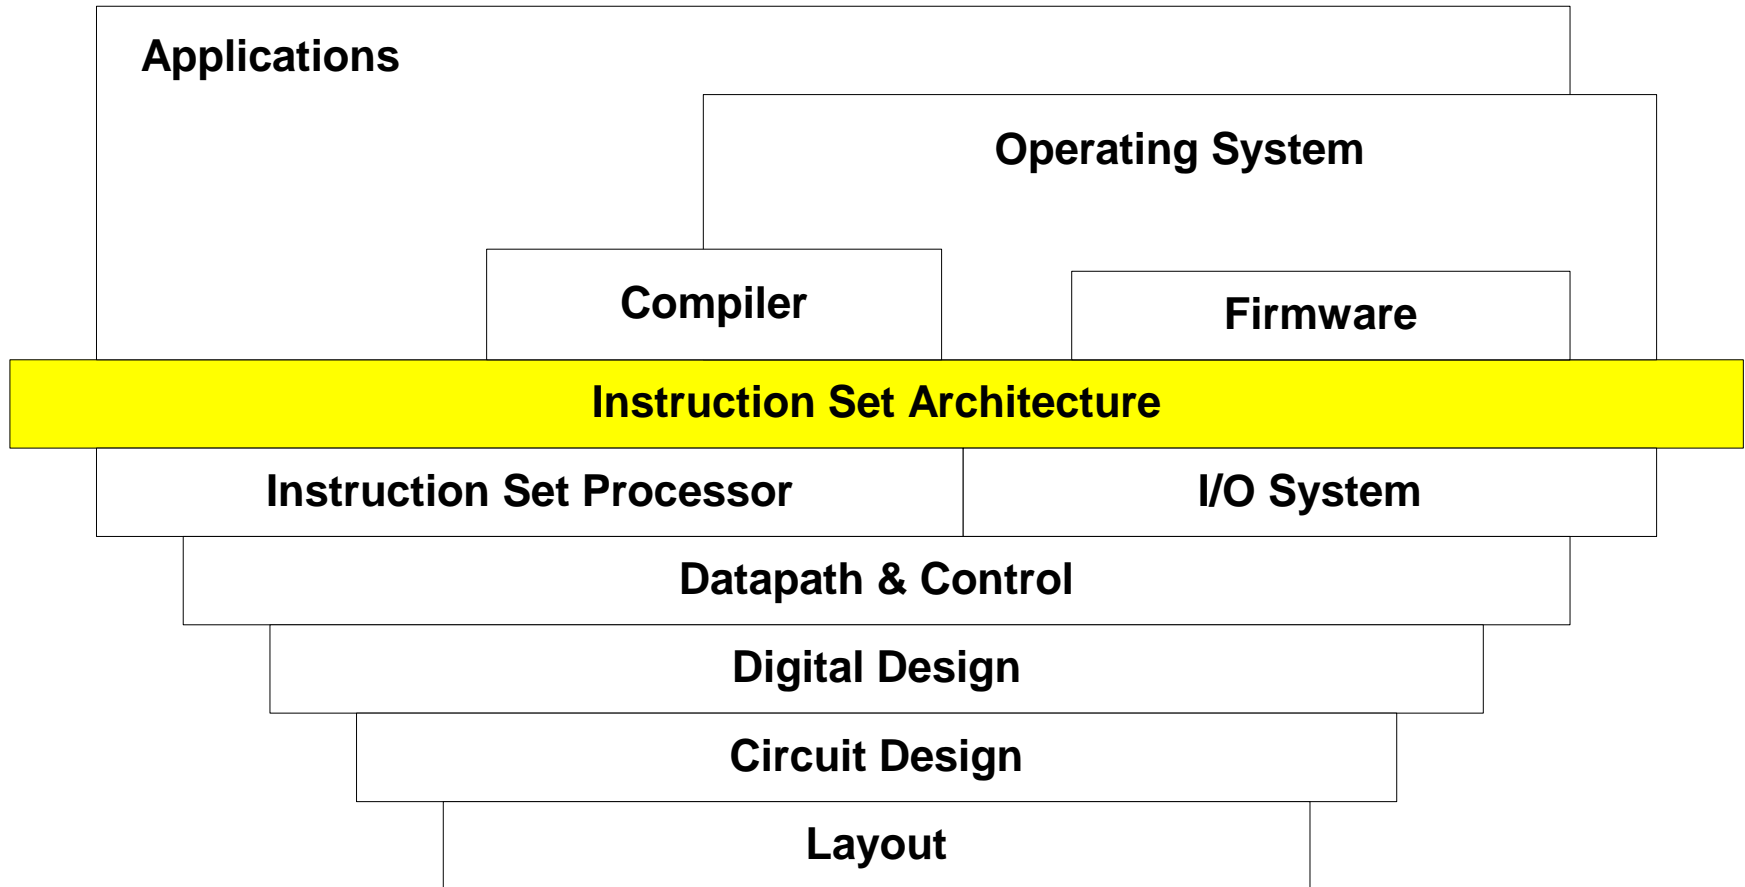 Applications
Operating System
Compiler
Firmware
Instruction Set Architecture
Instruction Set Processor
I/O System
Datapath & Control
Digital Design
Circuit Design
Layout